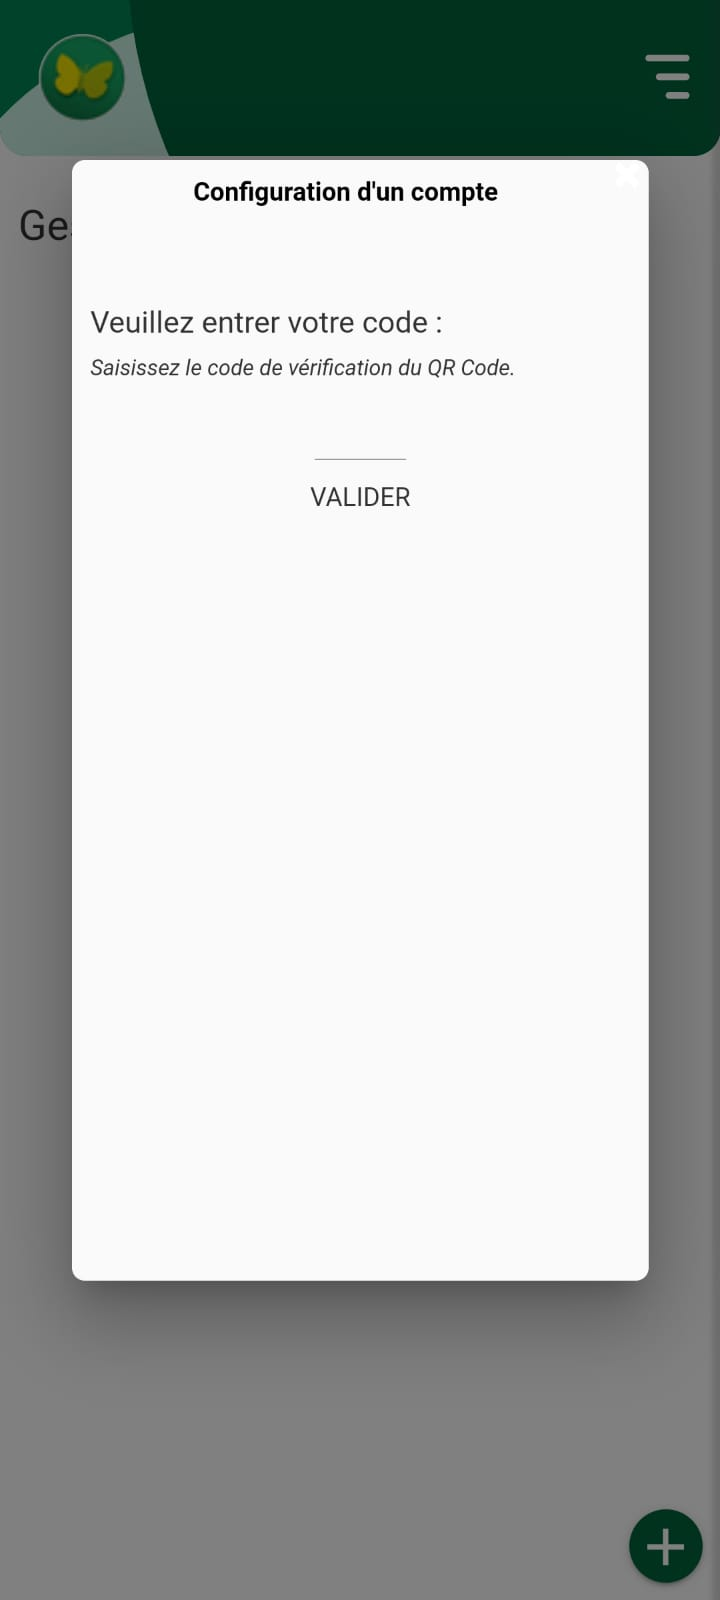 Configuration d'un compte
Veuillez entrer votre code :
Saisissez le code de vérification du QR Code.
VALIDER